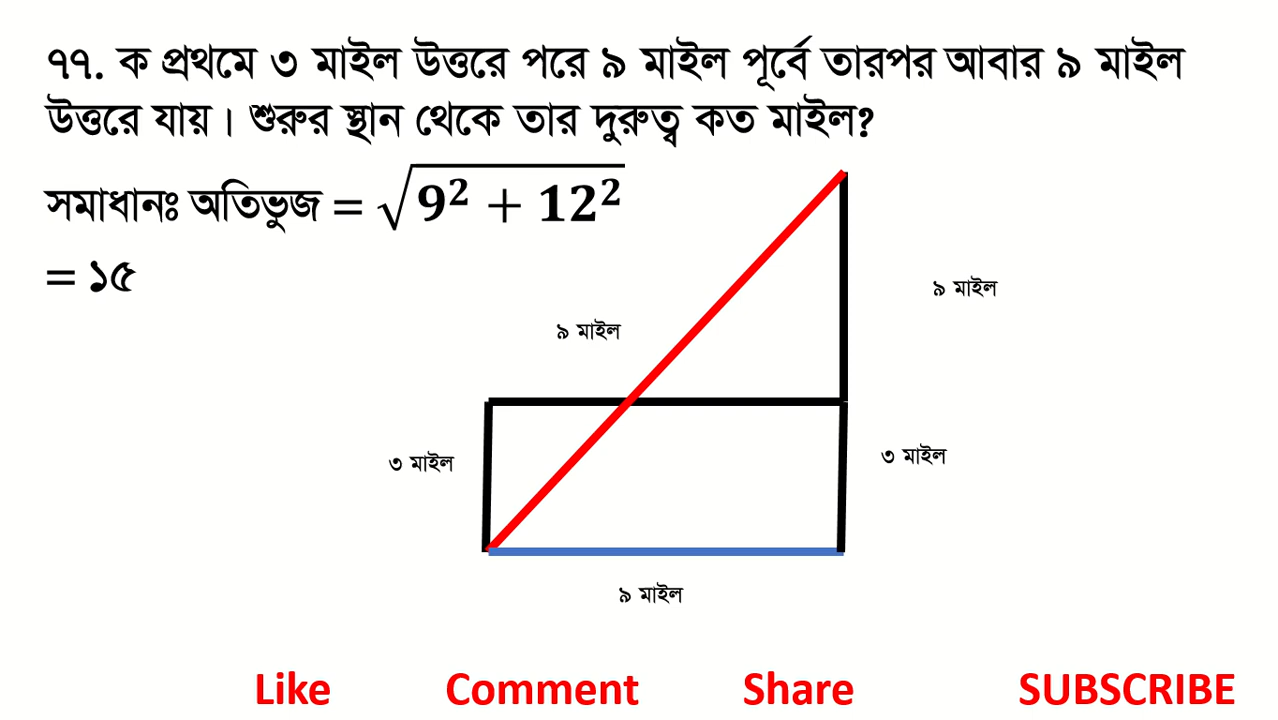 ৭৭. ক প্রথমে ৩ মাইল উত্তরে পরে ৯ মাইল পূর্বে তারপর আবার ৯ মাইল
উত্তরে যায়। শুরুর স্থান থেকে তার দুরুত্ব কত মাইল?
সমাধানঃ অতিভুজ = √9² + 12²
= ১৫
৯ মাইল
৯ মাইল
৩ মাইল
৩ মাইল
৯ মাইল
Like Comment Share SUBSCRIBE